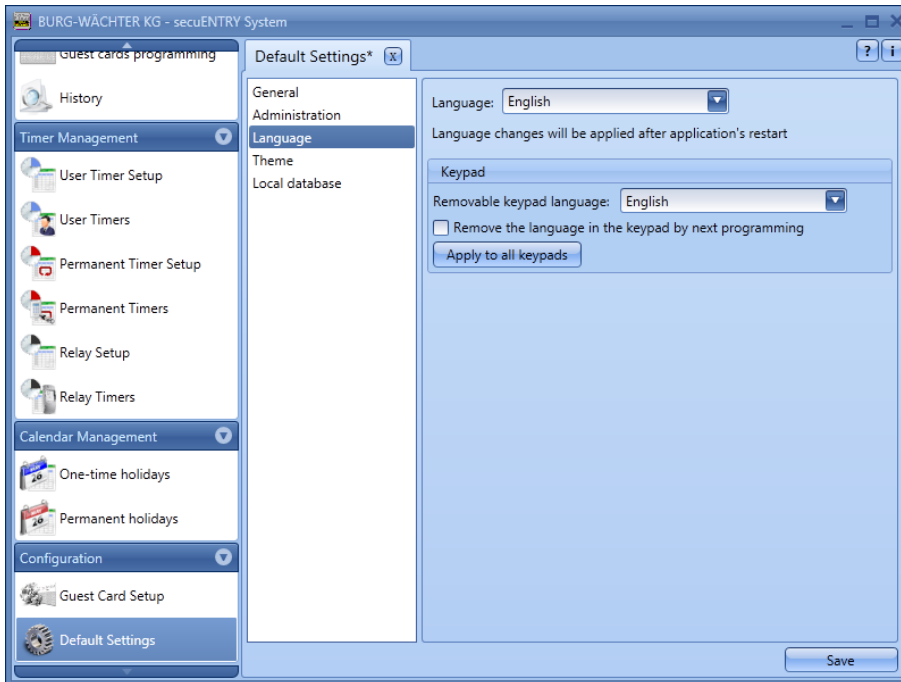 BURG-WÄCHTER KG - secuENTRY System
Guest cards programming
History
Timer Management
User Timer Setup
User Timers
Permanent Timer Setup
Permanent Timers
Relay Setup
Relay Timers
Calendar Management
One-time holidays
Permanent holidays
Configuration
Guest Card Setup
Default Settings
Default Settings* x
? i
General
Administration
Language
Theme
Local database
Language: English
Language changes will be applied after application's restart
Keypad
Removable keypad language: English
Remove the language in the keypad by next programming
Apply to all keypads
Save